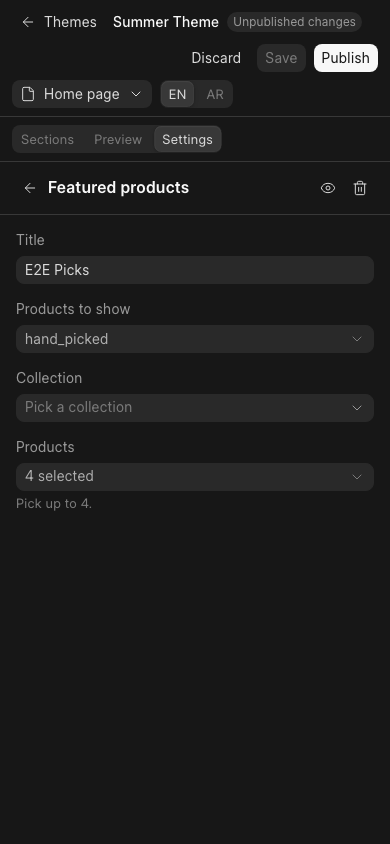 Themes Summer Theme Unpublished changes
Discard Save Publish
Home page EN AR
Sections Preview Settings
Featured products
Title
E2E Picks
Products to show
hand_picked
Collection
Pick a collection
Products
4 selected
Pick up to 4.